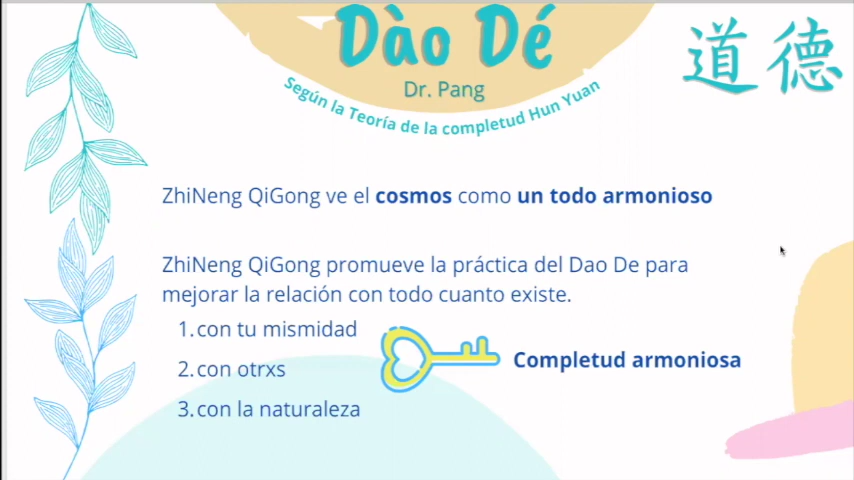 Dào Dé
道德
Dr. Pang
Según la Teoría de la completud Hun Yuan
ZhiNeng QiGong ve el cosmos como un todo armonioso
ZhiNeng QiGong promueve la práctica del Dao De para
mejorar la relación con todo cuanto existe.
1. con tu mismidad
2. con otrxs
3. con la naturaleza
Completud armoniosa